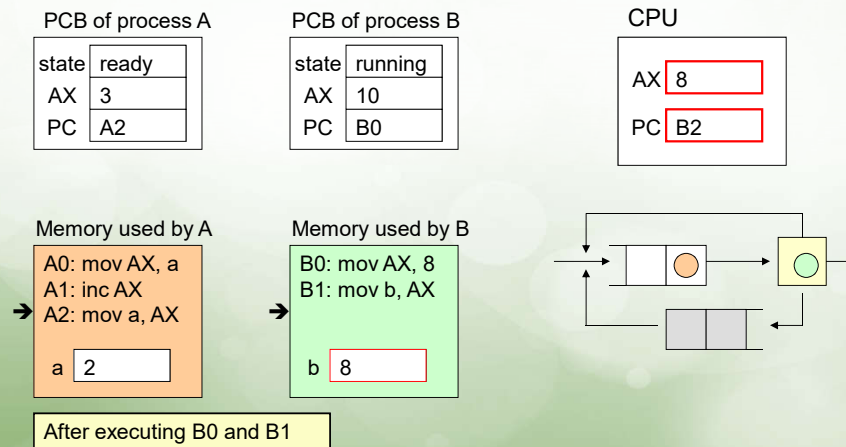 PCB of process A
state ready
AX 3
PC A2
PCB of process B
state running
AX 10
PC B0
CPU
AX 8
PC B2
Memory used by A
A0: mov AX, a
A1: inc AX
A2: mov a, AX
a 2
Memory used by B
B0: mov AX, 8
B1: mov b, AX
b 8
After executing B0 and B1